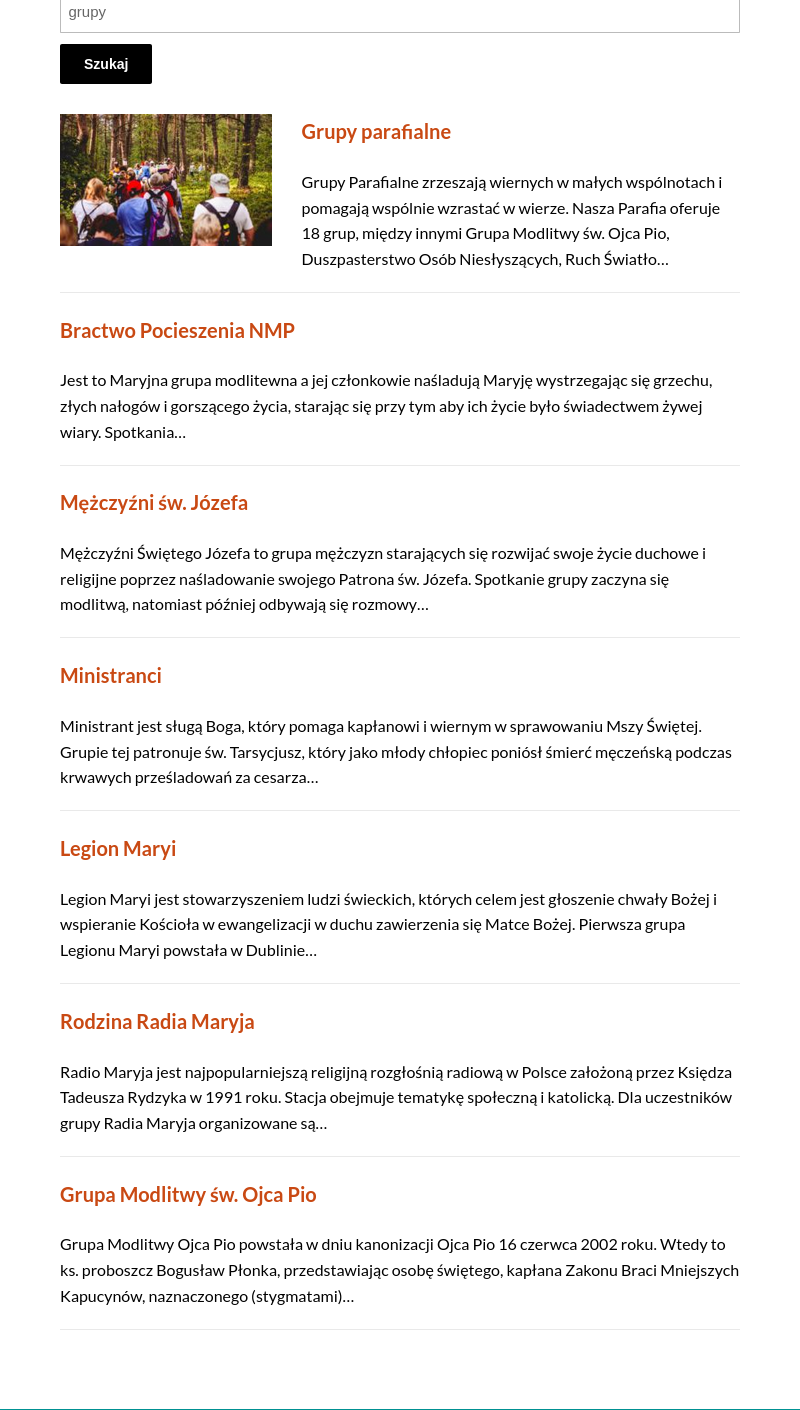 grupy
Szukaj
Grupy parafialne
Grupy Parafialne zrzeszają wiernych w małych wspólnotach i
pomagają wspólnie wzrastać w wierze. Nasza Parafia oferuje
18 grup, między innymi Grupa Modlitwy św. Ojca Pio,
Duszpasterstwo Osób Niesłyszących, Ruch Światło…
Bractwo Pocieszenia NMP
Jest to Maryjna grupa modlitewna a jej członkowie naśladują Maryję wystrzegając się grzechu,
złych nałogów i gorszącego życia, starając się przy tym aby ich życie było świadectwem żywej
wiary. Spotkania…
Mężczyźni św. Józefa
Mężczyźni Świętego Józefa to grupa mężczyzn starających się rozwijać swoje życie duchowe i
religijne poprzez naśladowanie swojego Patrona św. Józefa. Spotkanie grupy zaczyna się
modlitwą, natomiast później odbywają się rozmowy…
Ministranci
Ministrant jest sługą Boga, który pomaga kapłanowi i wiernym w sprawowaniu Mszy Świętej.
Grupie tej patronuje św. Tarsycjusz, który jako młody chłopiec poniósł śmierć męczeńską podczas
krwawych prześladowań za cesarza…
Legion Maryi
Legion Maryi jest stowarzyszeniem ludzi świeckich, których celem jest głoszenie chwały Bożej i
wspieranie Kościoła w ewangelizacji w duchu zawierzenia się Matce Bożej. Pierwsza grupa
Legionu Maryi powstała w Dublinie…
Rodzina Radia Maryja
Radio Maryja jest najpopularniejszą religijną rozgłośnią radiową w Polsce założoną przez Księdza
Tadeusza Rydzyka w 1991 roku. Stacja obejmuje tematykę społeczną i katolicką. Dla uczestników
grupy Radia Maryja organizowane są…
Grupa Modlitwy św. Ojca Pio
Grupa Modlitwy Ojca Pio powstała w dniu kanonizacji Ojca Pio 16 czerwca 2002 roku. Wtedy to
ks. proboszcz Bogusław Płonka, przedstawiając osobę świętego, kapłana Zakonu Braci Mniejszych
Kapucynów, naznaczonego (stygmatami)…